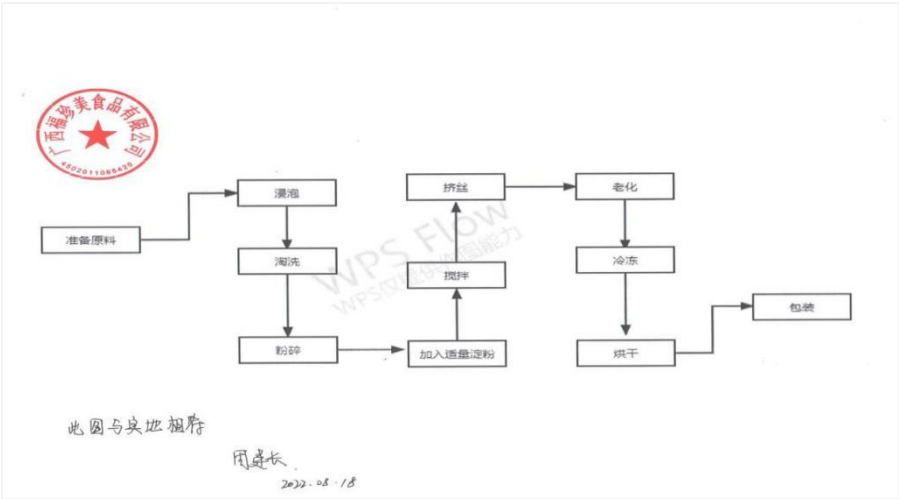 广西福珍美食品有限公司
4502011086420
准备原料
浸泡
淘洗
粉碎
加入适量淀粉
搅拌
挤丝
老化
冷冻
烘干
包装
WPS Flow
此图与实地相符
2022.08.18